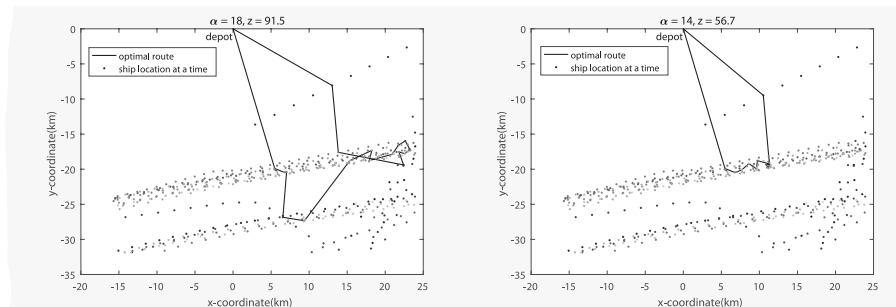 α = 18, z = 91.5
0
-5
-10
-15
-20
-25
-30
-35
y-coordinate(km)
depot
optimal route
ship location at a time
-20 -15 -10 -5 0 5 10 15 20 25
x-coordinate(km)
α = 14, z = 56.7
0
-5
-10
-15
-20
-25
-30
-35
y-coordinate(km)
depot
optimal route
ship location at a time
-20 -15 -10 -5 0 5 10 15 20 25
x-coordinate(km)